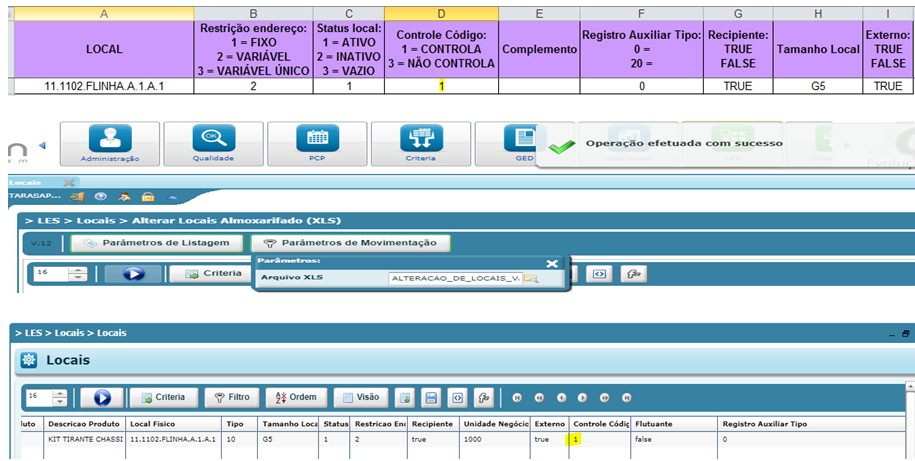 A B C D E F G H I
LOCAL
Restrição endereço:
1 = FIXO
2 = VARIÁVEL
3 = VARIÁVEL ÚNICO
Status local:
1 = ATIVO
2 = INATIVO
3 = VAZIO
Controle Código:
1 = CONTROLA
3 = NÃO CONTROLA
Complemento
Registro Auxiliar Tipo:
0 =
20 =
Recipiente:
TRUE
FALSE
Tamanho Local
Externo:
TRUE
FALSE
11.1102.FLINHA.A.1.A.1 2 1 1 0 TRUE G5 TRUE
Administração
Qualidade
PCP
Criteria
GED
Operação efetuada com sucesso
Locais
TARASAP...
> LES > Locais > Alterar Locais Almoxarifado (XLS)
V.12 Parâmetros de Listagem Parâmetros de Movimentação
16 Criteria
Parâmetros:
Arquivo XLS ALTERACAO_DE_LOCAIS_V.
> LES > Locais > Locais
Locais
16 Criteria Filtro Ordem Visão
luto Descricao Produto Local Físico Tipo Tamanho Loca Status Restricao End Recipiente Unidade Negócio Externo Controle Códig Flutuante Registro Auxiliar Tipo
KIT TIRANTE CHASSI 11.1102.FLINHA.A.1.A.1 10 G5 1 2 true 1000 true 1 false 0